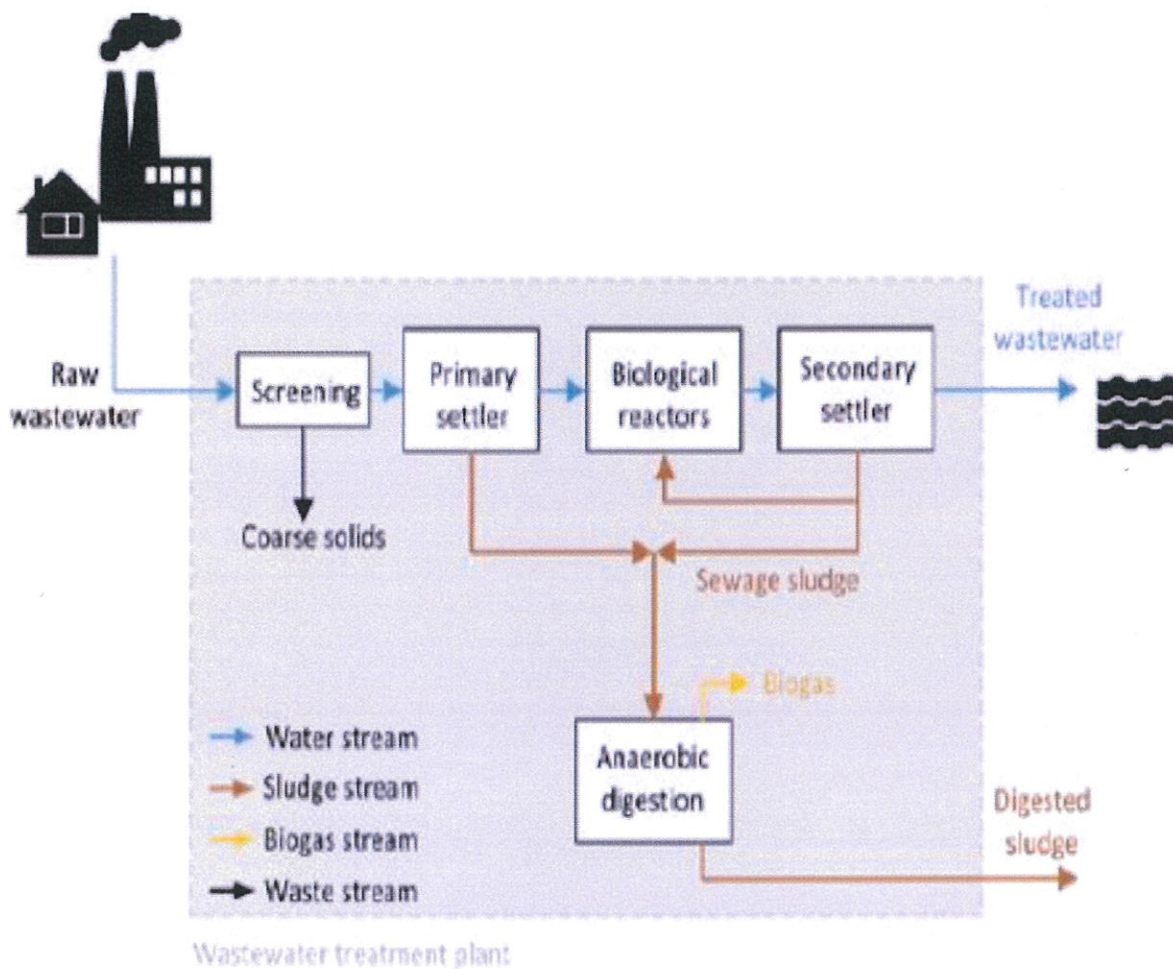 Raw
wastewater
Screening
Primary
settler
Biological
reactors
Secondary
settler
Treated
wastewater
Coarse solids
Sewage sludge
Biogas
Anaerobic
digestion
Digested
sludge
Water stream
Sludge stream
Biogas stream
Waste stream
Wastewater treatment plant